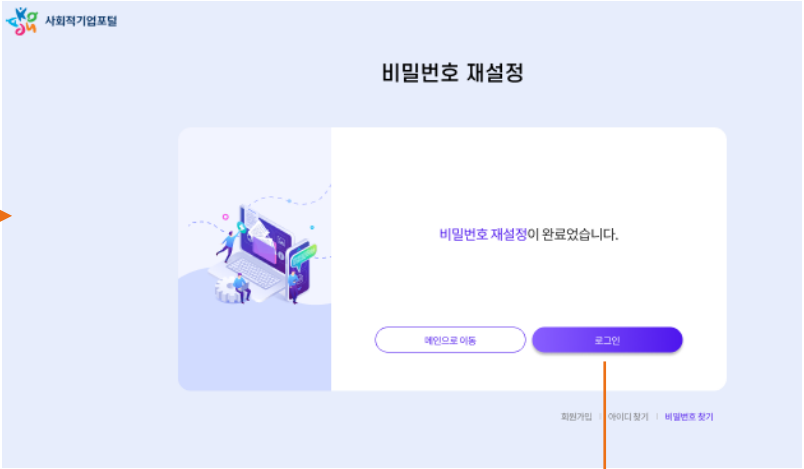 사회적기업포털
비밀번호 재설정
비밀번호 재설정이 완료었습니다.
메인으로 이동
로그인
회원가입 | 아이디 찾기 | 비밀번호 찾기